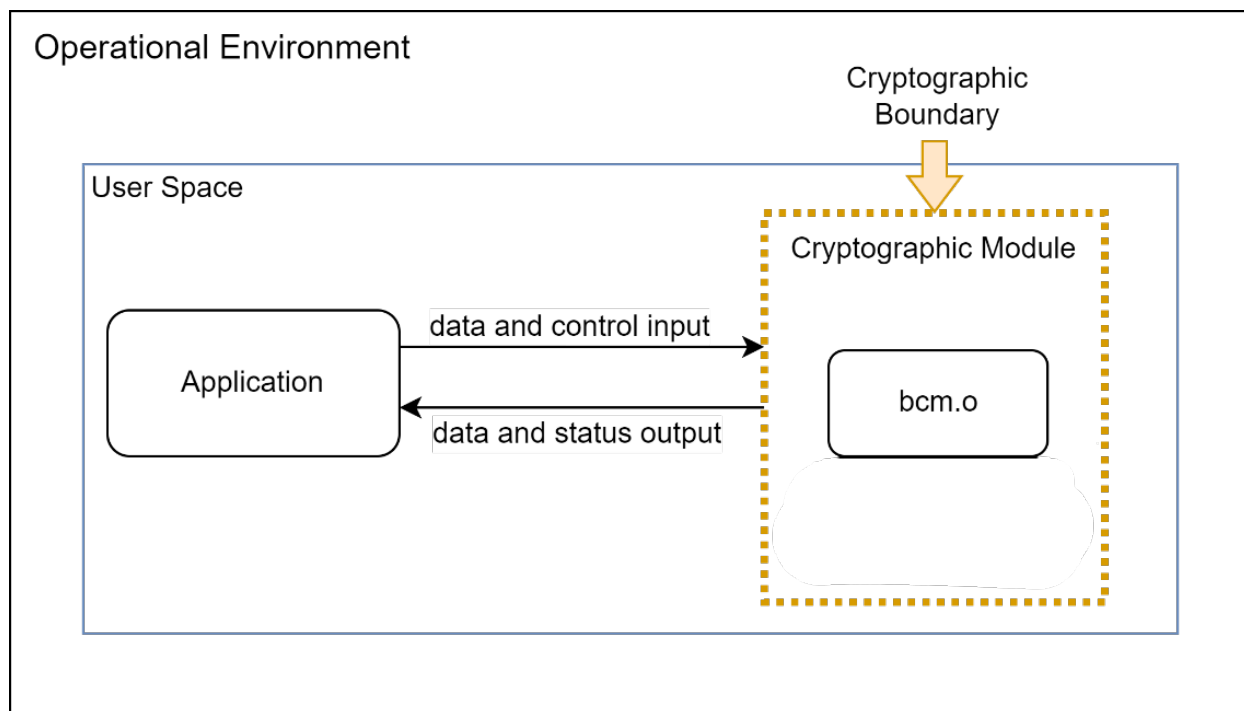 Operational Environment
Cryptographic
Boundary
User Space
Cryptographic Module
data and control input
Application
bcm.o
data and status output